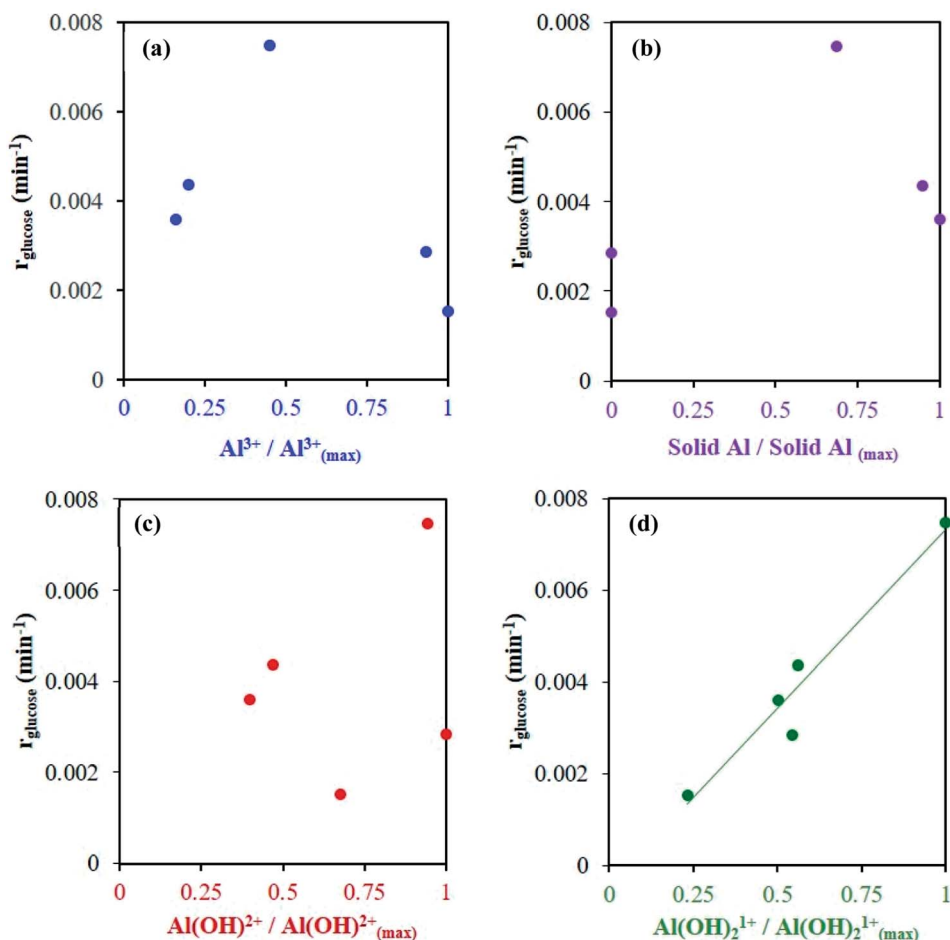 (a)
r_glucose (min⁻¹)
0.008
0.006
0.004
0.002
0
0 0.25 0.5 0.75 1
Al³⁺ / Al³⁺(max)
(b)
r_glucose (min⁻¹)
0.008
0.006
0.004
0.002
0
0 0.25 0.5 0.75 1
Solid Al / Solid Al (max)
(c)
r_glucose (min⁻¹)
0.008
0.006
0.004
0.002
0
0 0.25 0.5 0.75 1
Al(OH)²⁺ / Al(OH)²⁺(max)
(d)
r_glucose (min⁻¹)
0.008
0.006
0.004
0.002
0
0 0.25 0.5 0.75 1
Al(OH)₂¹⁺ / Al(OH)₂¹⁺(max)